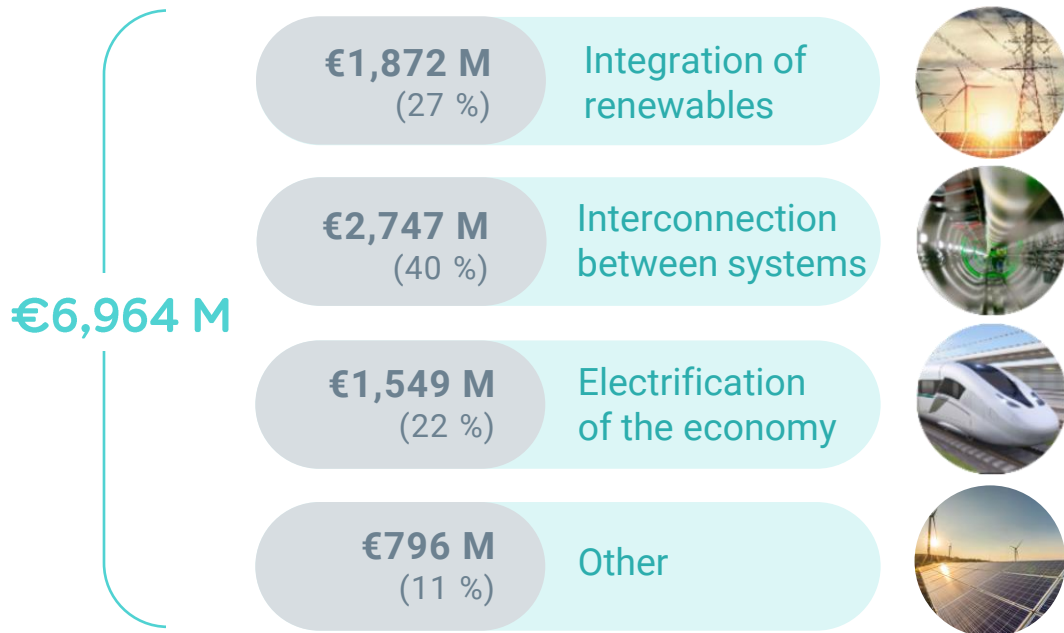 €6,964 M
€1,872 M
(27 %)
Integration of
renewables
€2,747 M
(40 %)
Interconnection
between systems
€1,549 M
(22 %)
Electrification
of the economy
€796 M
(11 %)
Other